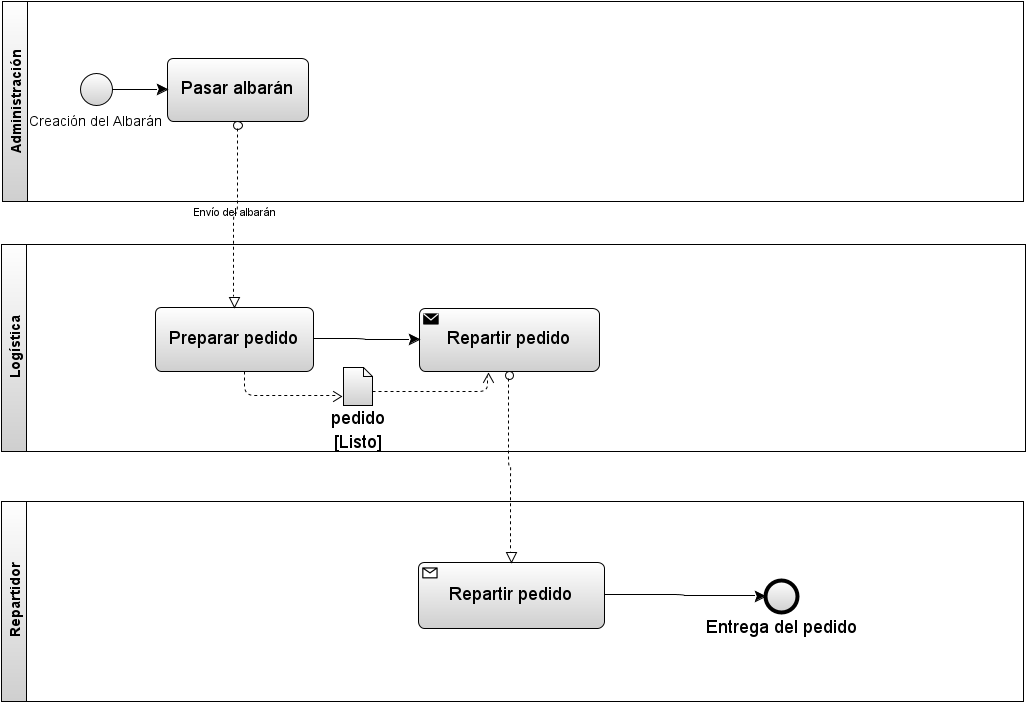 Administración
Pasar albarán
Creación del Albarán
Envío del albarán
Logística
Preparar pedido
Repartir pedido
pedido
[Listo]
Repartidor
Repartir pedido
Entrega del pedido